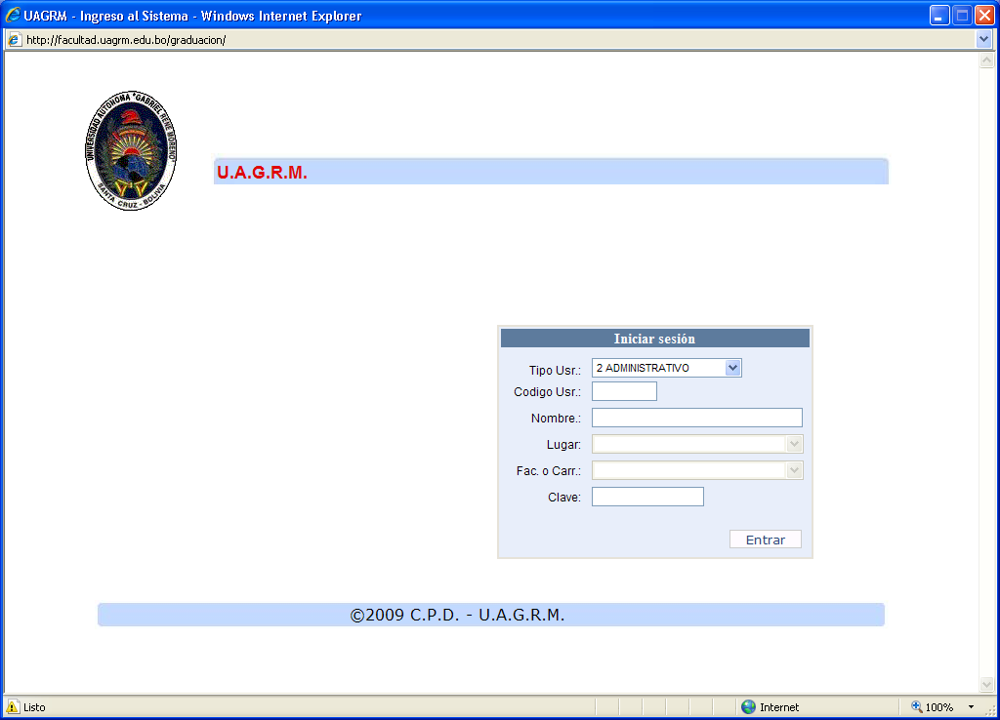 UAGRM - Ingreso al Sistema - Windows Internet Explorer
http://facultad.uagrm.edu.bo/graduacion/
UNIVERSIDAD AUTONOMA "GABRIEL RENE MORENO"
SANTA CRUZ - BOLIVIA
U.A.G.R.M.
Iniciar sesión
Tipo Usr.: 2 ADMINISTRATIVO
Codigo Usr.:
Nombre.:
Lugar:
Fac. o Carr.:
Clave:
Entrar
©2009 C.P.D. - U.A.G.R.M.
Listo Internet 100%